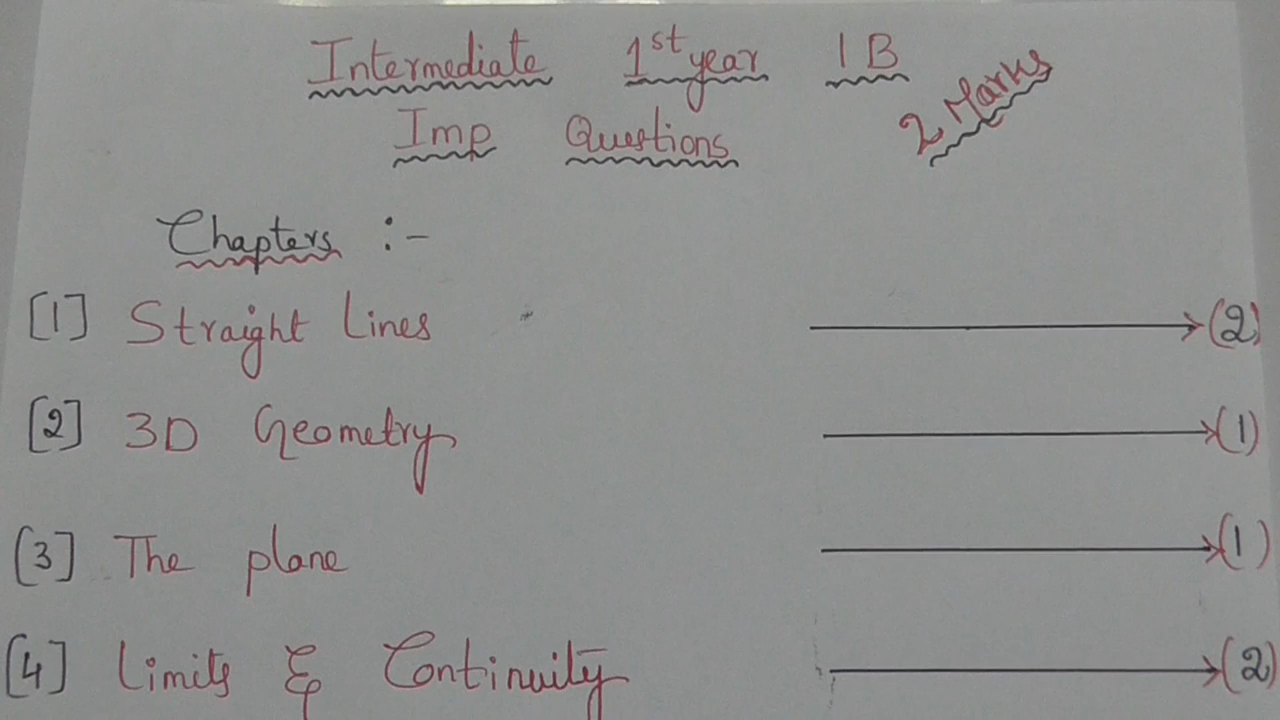 Intermediate 1st year IB
Imp Questions 2 Marks
Chapters :-
[1] Straight Lines → (2)
[2] 3D Geometry → (1)
[3] The plane → (1)
[4] Limits & Continuity → (2)